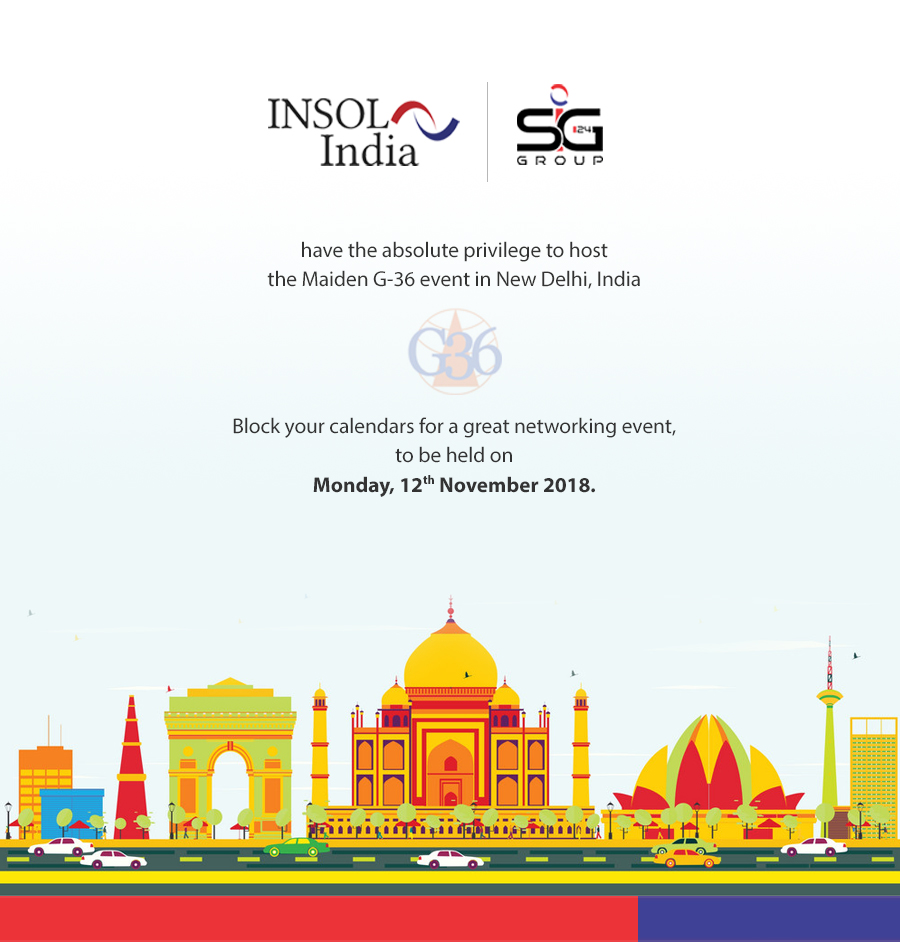 INSOL
India
SiG
24
GROUP
have the absolute privilege to host
the Maiden G-36 event in New Delhi, India
G36
Block your calendars for a great networking event,
to be held on
Monday, 12th November 2018.